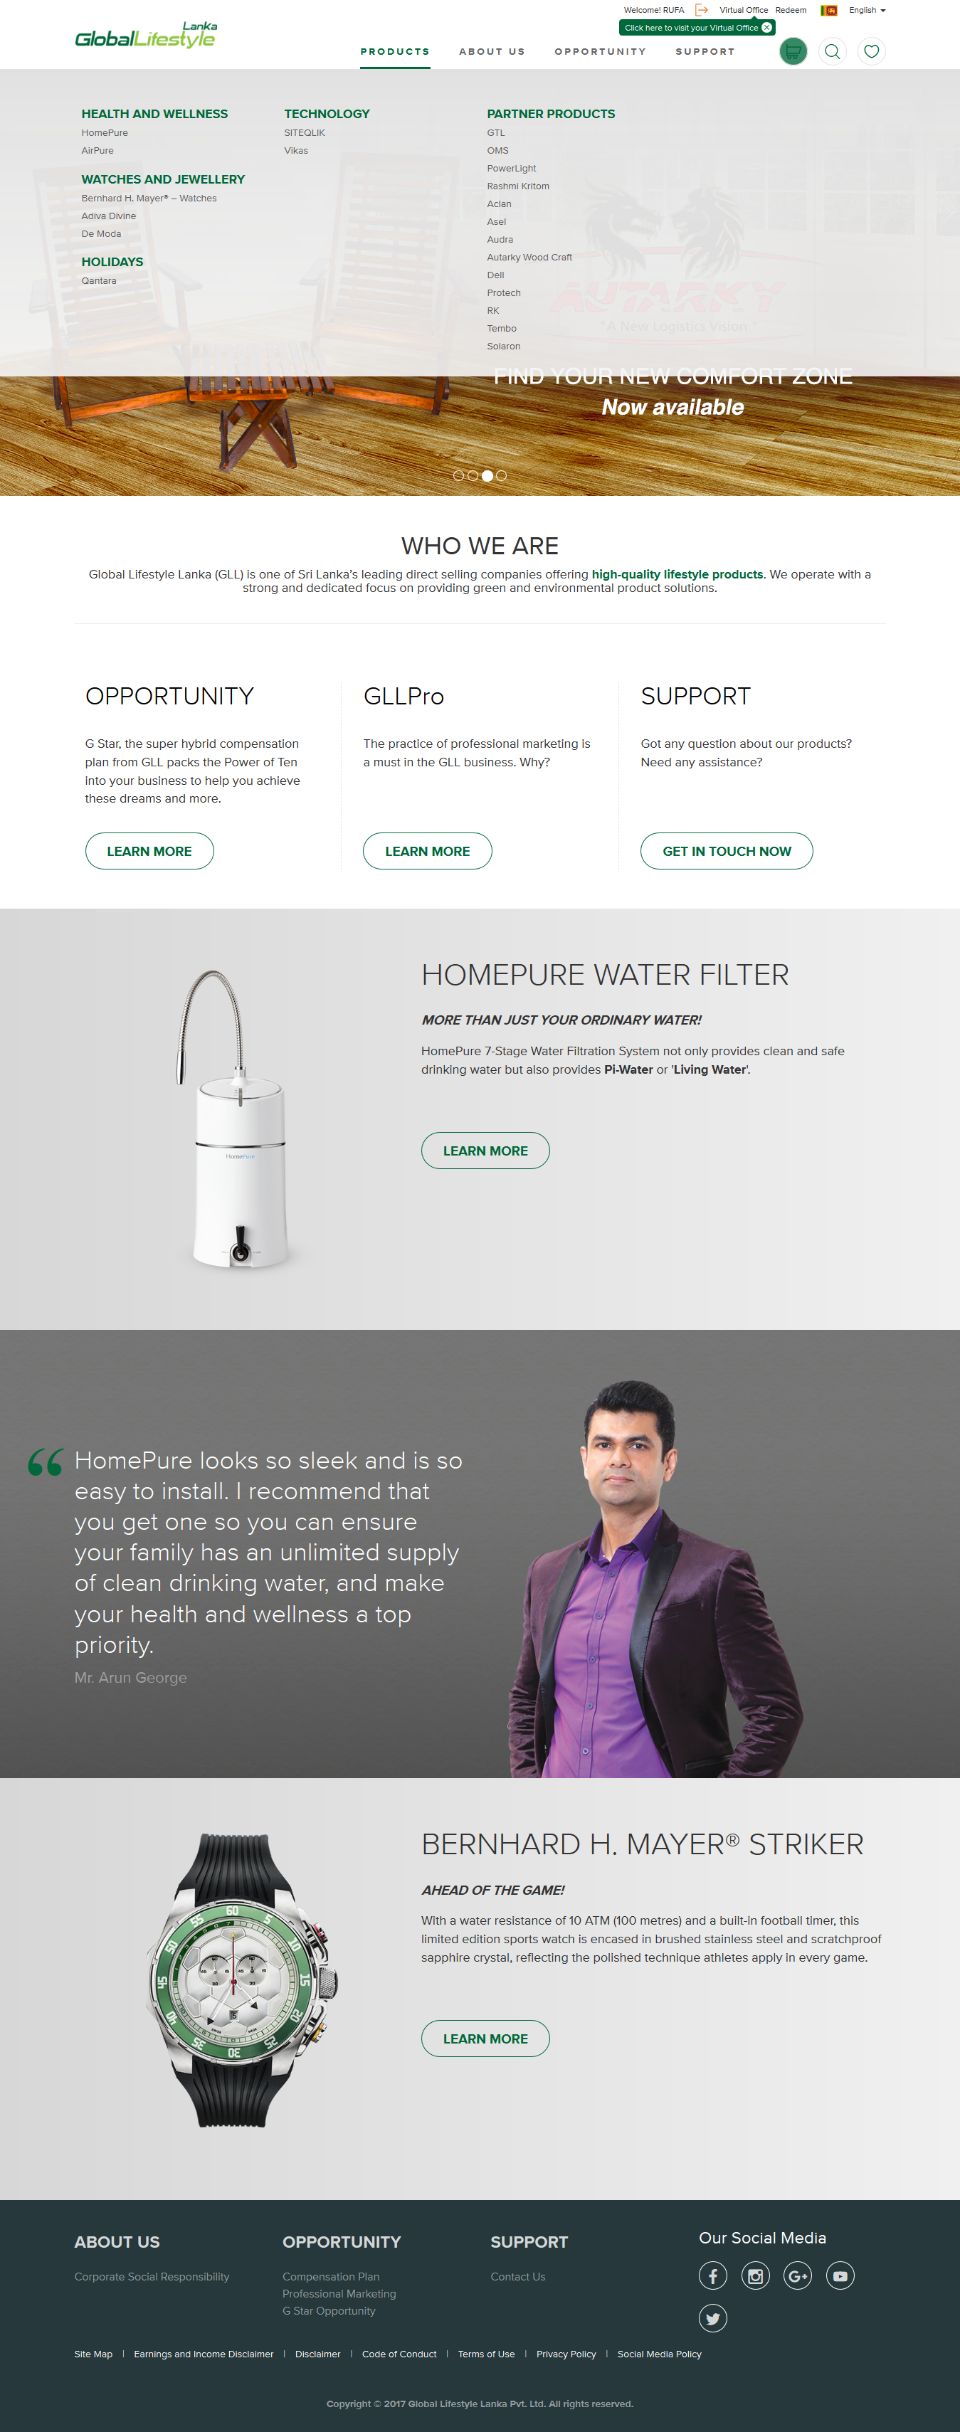 Welcome! RUFA Virtual Office Redeem English
Click here to visit your Virtual Office
Lanka
GlobalLifestyle
PRODUCTS ABOUT US OPPORTUNITY SUPPORT
HEALTH AND WELLNESS
HomePure
AirPure
WATCHES AND JEWELLERY
Bernhard H. Mayer® – Watches
Adiva Divine
De Moda
HOLIDAYS
Qantara
TECHNOLOGY
SITEQLIK
Vikas
PARTNER PRODUCTS
GTL
OMS
PowerLight
Rashmi Kritom
Acian
Asel
Audra
Autarky Wood Craft
Dell
Protech
RK
Tembo
Solaron
AUTARKY
"A New Logistics Vision."
FIND YOUR NEW COMFORT ZONE
Now available
WHO WE ARE
Global Lifestyle Lanka (GLL) is one of Sri Lanka's leading direct selling companies offering high-quality lifestyle products. We operate with a
strong and dedicated focus on providing green and environmental product solutions.
OPPORTUNITY
G Star, the super hybrid compensation
plan from GLL packs the Power of Ten
into your business to help you achieve
these dreams and more.
LEARN MORE
GLLPro
The practice of professional marketing is
a must in the GLL business. Why?
LEARN MORE
SUPPORT
Got any question about our products?
Need any assistance?
GET IN TOUCH NOW
HomePure
HOMEPURE WATER FILTER
MORE THAN JUST YOUR ORDINARY WATER!
HomePure 7-Stage Water Filtration System not only provides clean and safe
drinking water but also provides Pi-Water or 'Living Water'.
LEARN MORE
“ HomePure looks so sleek and is so
easy to install. I recommend that
you get one so you can ensure
your family has an unlimited supply
of clean drinking water, and make
your health and wellness a top
priority.
Mr. Arun George
60
5
10
15
20
25
30
35
40
45
50
55
BERNHARD H. MAYER® STRIKER
AHEAD OF THE GAME!
With a water resistance of 10 ATM (100 metres) and a built-in football timer, this
limited edition sports watch is encased in brushed stainless steel and scratchproof
sapphire crystal, reflecting the polished technique athletes apply in every game.
LEARN MORE
ABOUT US
Corporate Social Responsibility
OPPORTUNITY
Compensation Plan
Professional Marketing
G Star Opportunity
SUPPORT
Contact Us
Our Social Media
Site Map | Earnings and Income Disclaimer | Disclaimer | Code of Conduct | Terms of Use | Privacy Policy | Social Media Policy
Copyright © 2017 Global Lifestyle Lanka Pvt. Ltd. All rights reserved.